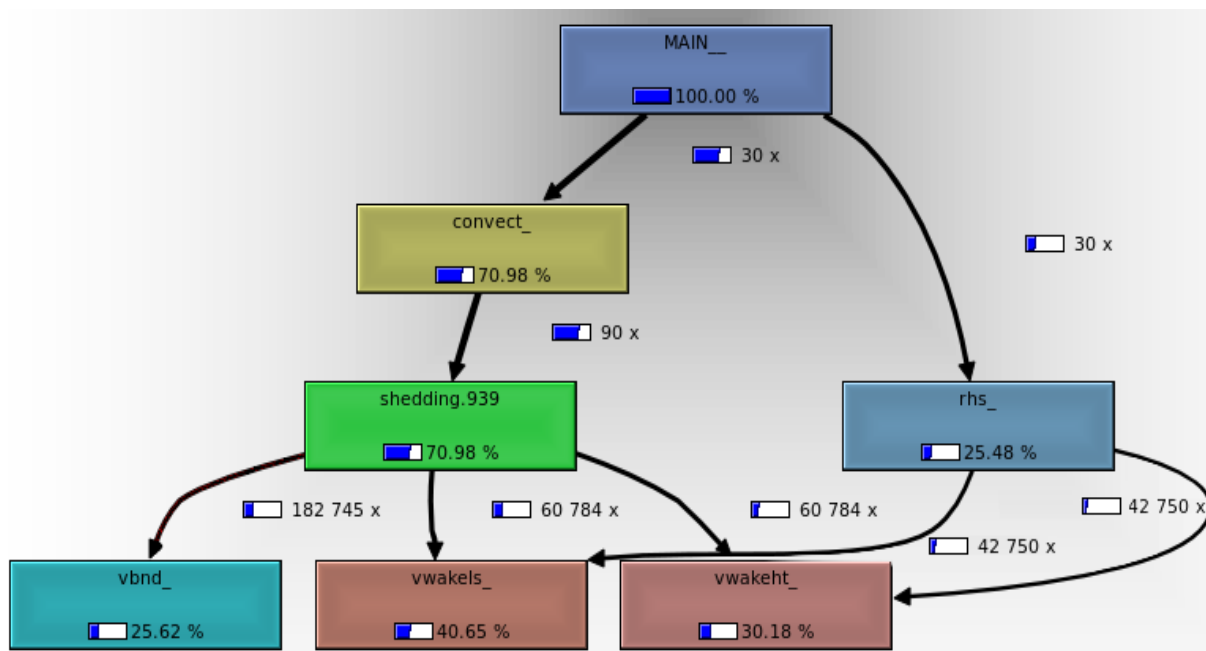 MAIN__
100.00 %
30 x
convect_
30 x
70.98 %
90 x
shedding.939
rhs_
70.98 %
25.48 %
182 745 x
60 784 x
60 784 x
42 750 x
42 750 x
vbnd_
vwakels_
vwakeht_
25.62 %
40.65 %
30.18 %